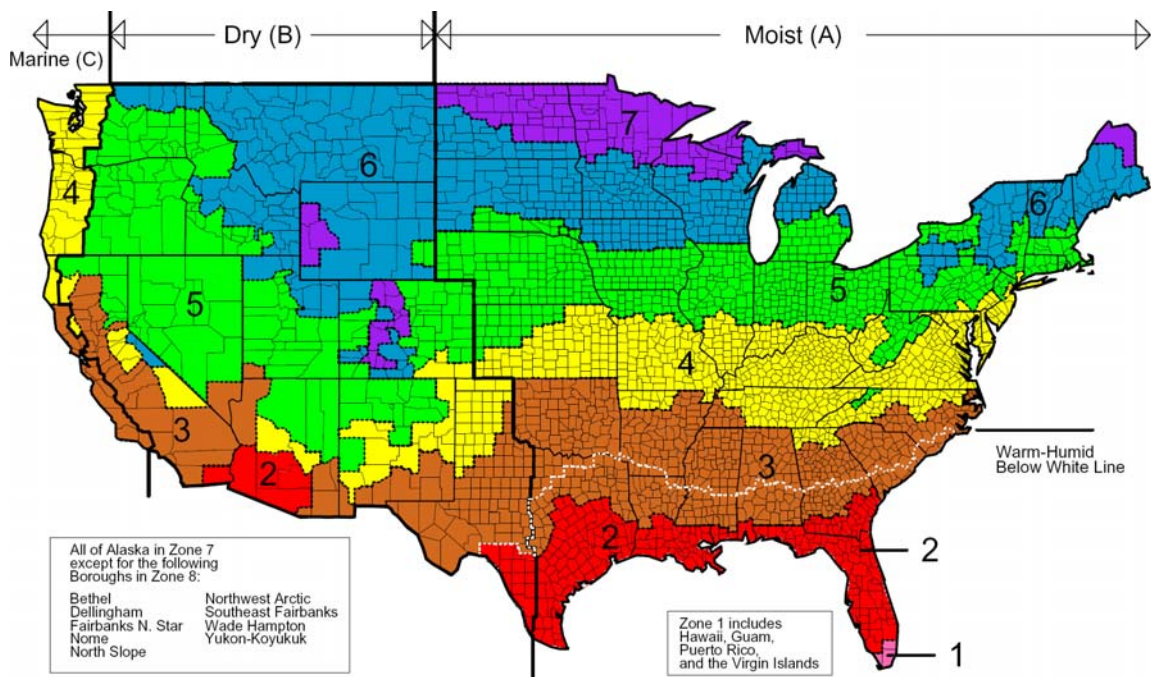 Marine (C)
Dry (B)
Moist (A)
7
6
4
6
5
5
4
3
3
2
2
Warm-Humid
Below White Line
2
1
All of Alaska in Zone 7
except for the following
Boroughs in Zone 8:
Bethel
Dellingham
Fairbanks N. Star
Nome
North Slope
Northwest Arctic
Southeast Fairbanks
Wade Hampton
Yukon-Koyukuk
Zone 1 includes
Hawaii, Guam,
Puerto Rico,
and the Virgin Islands